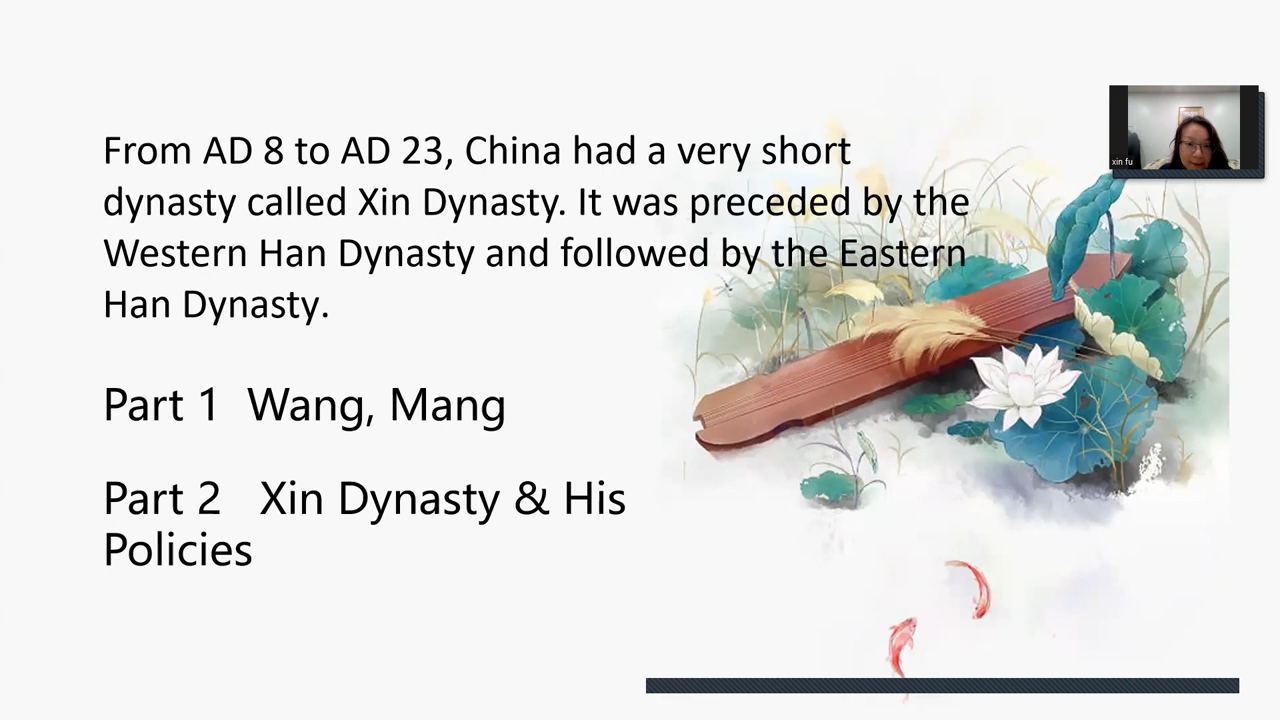 From AD 8 to AD 23, China had a very short
dynasty called Xin Dynasty. It was preceded by the
Western Han Dynasty and followed by the Eastern
Han Dynasty.
Part 1 Wang, Mang
Part 2 Xin Dynasty & His
Policies
xin fu